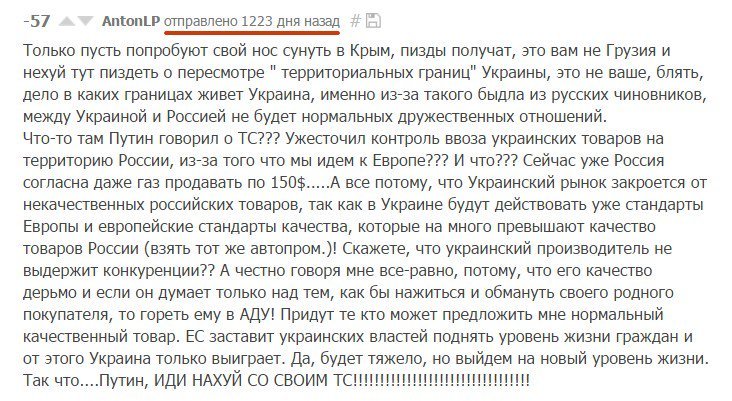 -57 AntonLP отправлено 1223 дня назад #
Только пусть попробуют свой нос сунуть в Крым, пизды получат, это вам не Грузия и
нехуй тут пиздеть о пересмотре " территориальных границ" Украины, это не ваше, блять,
дело в каких границах живет Украина, именно из-за такого быдла из русских чиновников,
между Украиной и Россией не будет нормальных дружественных отношений.
Что-то там Путин говорил о ТС??? Ужесточил контроль ввоза украинских товаров на
территорию России, из-за того что мы идем к Европе??? И что??? Сейчас уже Россия
согласна даже газ продавать по 150$.....А все потому, что Украинский рынок закроется от
некачественных российских товаров, так как в Украине будут действовать уже стандарты
Европы и европейские стандарты качества, которые на много превышают качество
товаров России (взять тот же автопром.)! Скажете, что украинский производитель не
выдержит конкуренции?? А честно говоря мне все-равно, потому, что его качество
дерьмо и если он думает только над тем, как бы нажиться и обмануть своего родного
покупателя, то гореть ему в АДУ! Придут те кто может предложить мне нормальный
качественный товар. ЕС заставит украинских властей поднять уровень жизни граждан и
от этого Украина только выиграет. Да, будет тяжело, но выйдем на новый уровень жизни.
Так что....Путин, ИДИ НАХУЙ СО СВОИМ ТС!!!!!!!!!!!!!!!!!!!!!!!!!!!!!!!!!